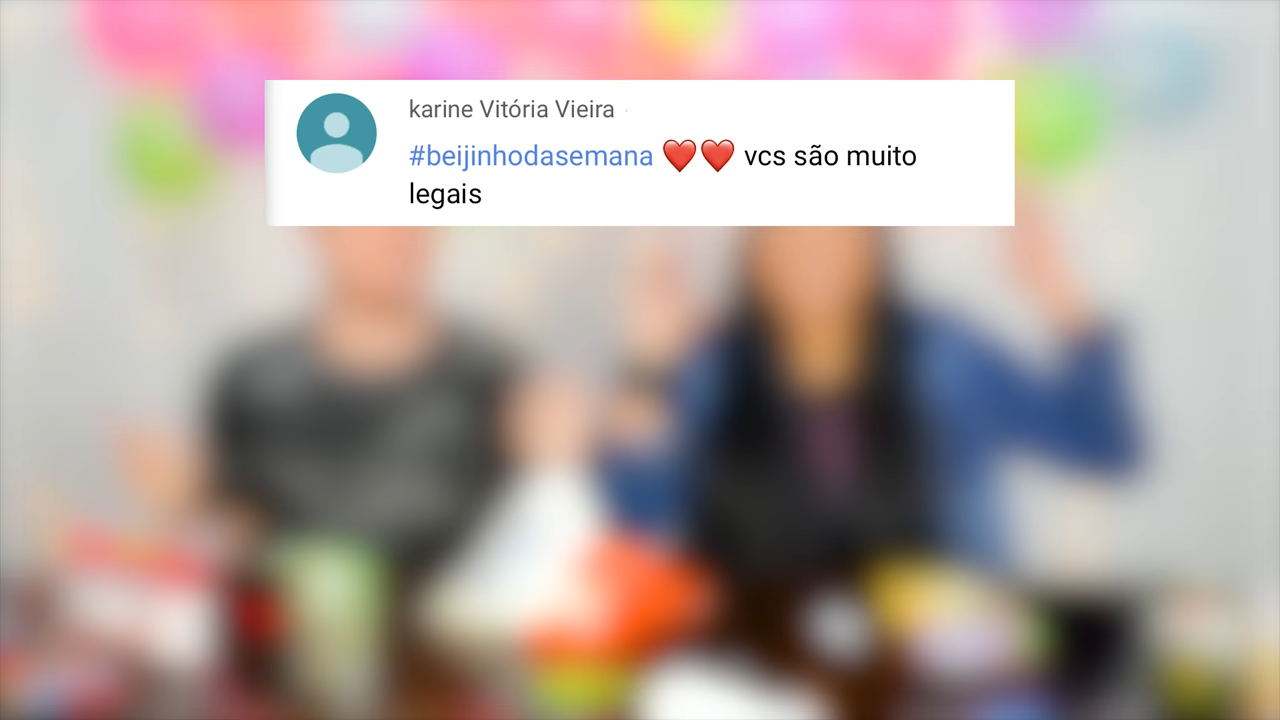 karine Vitória Vieira
#beijinhodasemana ❤️❤️ vcs são muito
legais